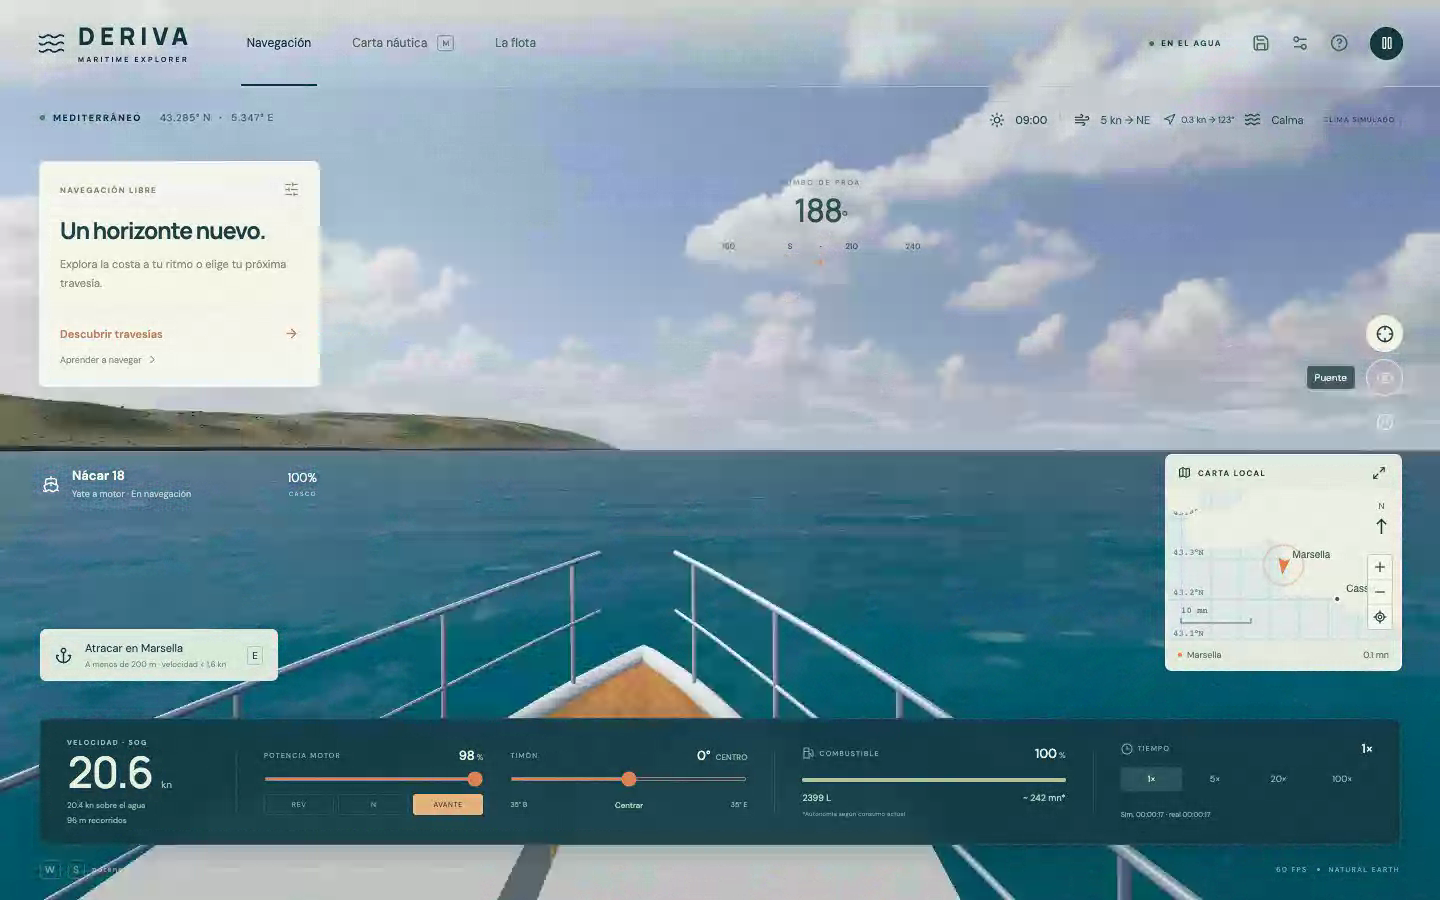 DERIVA
MARITIME EXPLORER
Navegación
Carta náutica M
La flota
EN EL AGUA
MEDITERRÁNEO 43.285° N · 5.347° E
09:00
5 kn → NE
0.3 kn → 123°
Calma
CLIMA SIMULADO
NAVEGACIÓN LIBRE
Un horizonte nuevo.
Explora la costa a tu ritmo o elige tu próxima
travesía.
Descubrir travesías →
Aprender a navegar >
RUMBO DE PROA
188°
160 S · 210 240
Puente
Nácar 18
Yate a motor · En navegación
100%
CASCO
CARTA LOCAL
N
43.3°N
Marsella
43.2°N
10 mn
43.1°N
Marsella 0.1 mn
Atracar en Marsella
A menos de 200 m · velocidad < 1,6 kn
E
VELOCIDAD · SOG
20.6 kn
20.4 kn sobre el agua
96 m recorridos
POTENCIA MOTOR 98 %
REV N AVANTE
TIMÓN 0° CENTRO
35° B Centrar 35° E
COMBUSTIBLE 100 %
2399 L ~ 242 mn*
*Autonomía según consumo actual
TIEMPO 1×
1× 5× 20× 100×
Sim. 00:00:17 · real 00:00:17
W S
60 FPS • NATURAL EARTH